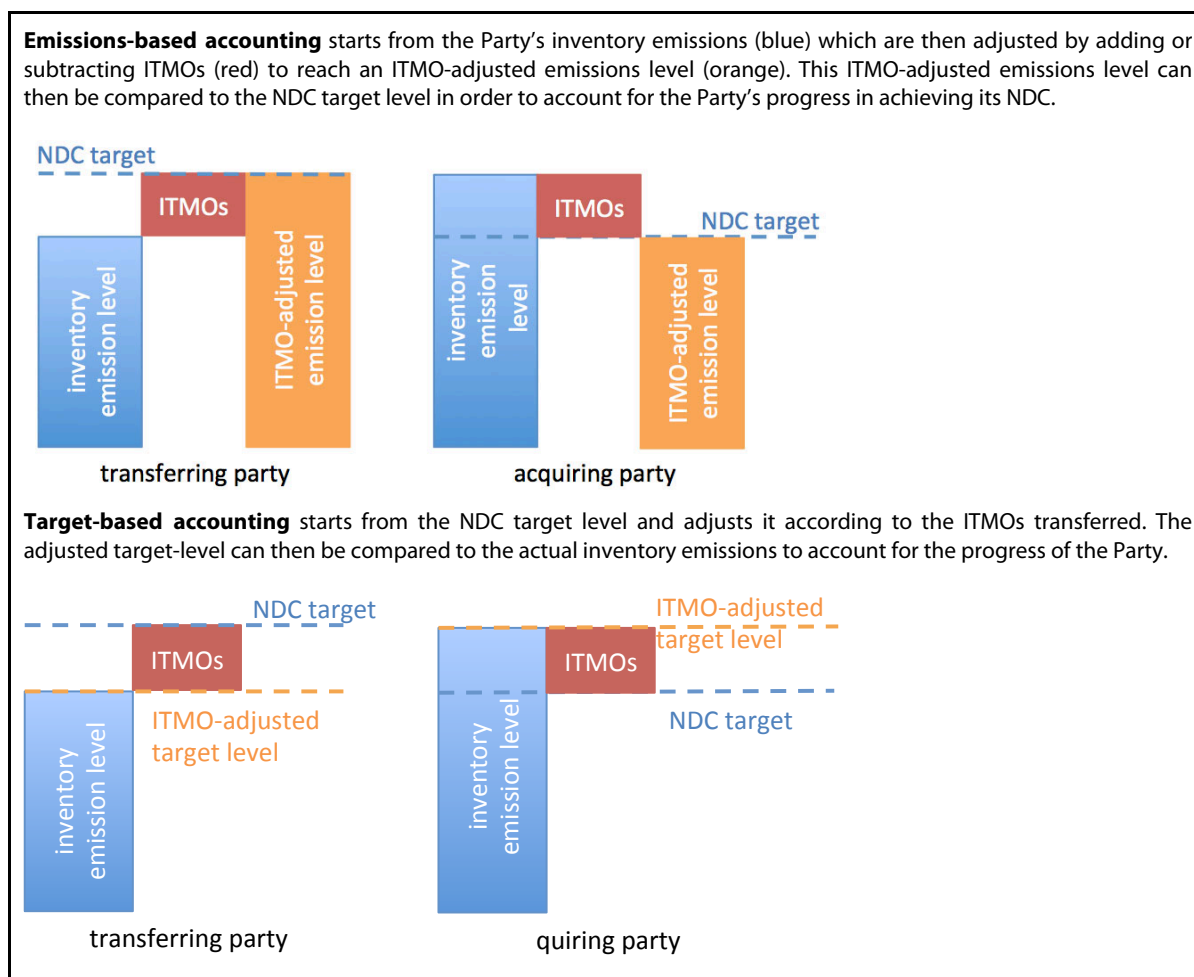 Emissions-based accounting starts from the Party's inventory emissions (blue) which are then adjusted by adding or
subtracting ITMOs (red) to reach an ITMO-adjusted emissions level (orange). This ITMO-adjusted emissions level can
then be compared to the NDC target level in order to account for the Party's progress in achieving its NDC.
NDC target
ITMOs
inventory
emission level
ITMO-adjusted
emission level
transferring party
ITMOs
NDC target
inventory
emission
level
ITMO-adjusted
emission level
acquiring party
Target-based accounting starts from the NDC target level and adjusts it according to the ITMOs transferred. The
adjusted target-level can then be compared to the actual inventory emissions to account for the progress of the Party.
NDC target
ITMOs
ITMO-adjusted
target level
inventory
emission level
transferring party
ITMO-adjusted
target level
ITMOs
NDC target
inventory
emission level
quiring party